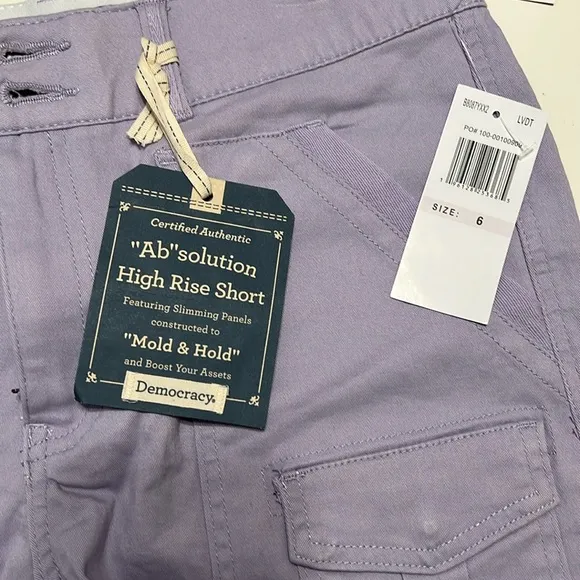 Certified Authentic
"Ab"solution
High Rise Short
Featuring Slimming Panels
constructed to
"Mold & Hold"
and Boost Your Assets
Democracy
B8087YXX2 LVDT
SIZE: 6